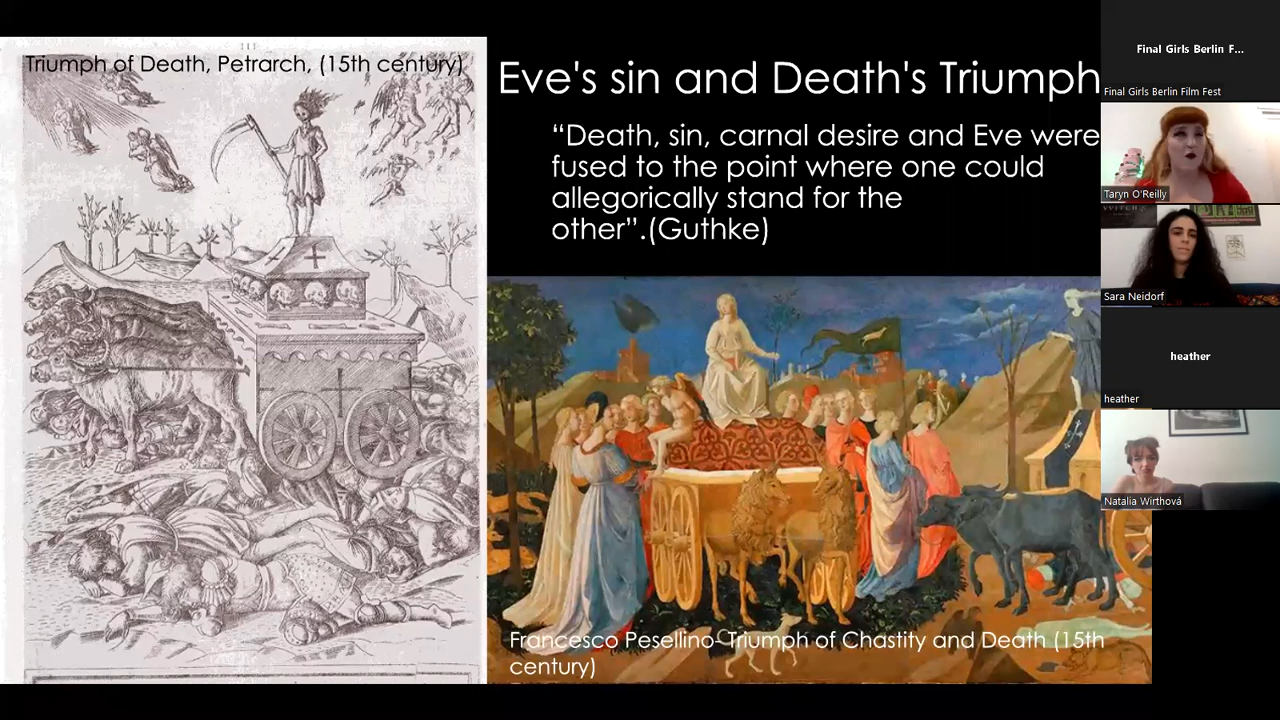 Triumph of Death, Petrarch, (15th century)
Eve's sin and Death's Triumph
“Death, sin, carnal desire and Eve were
fused to the point where one could
allegorically stand for the
other”.(Guthke)
Francesco Pesellino- Triumph of Chastity and Death (15th
century)
Final Girls Berlin F...
Final Girls Berlin Film Fest
Taryn O'Reilly
Sara Neidorf
heather
heather
Natalia Wirthová